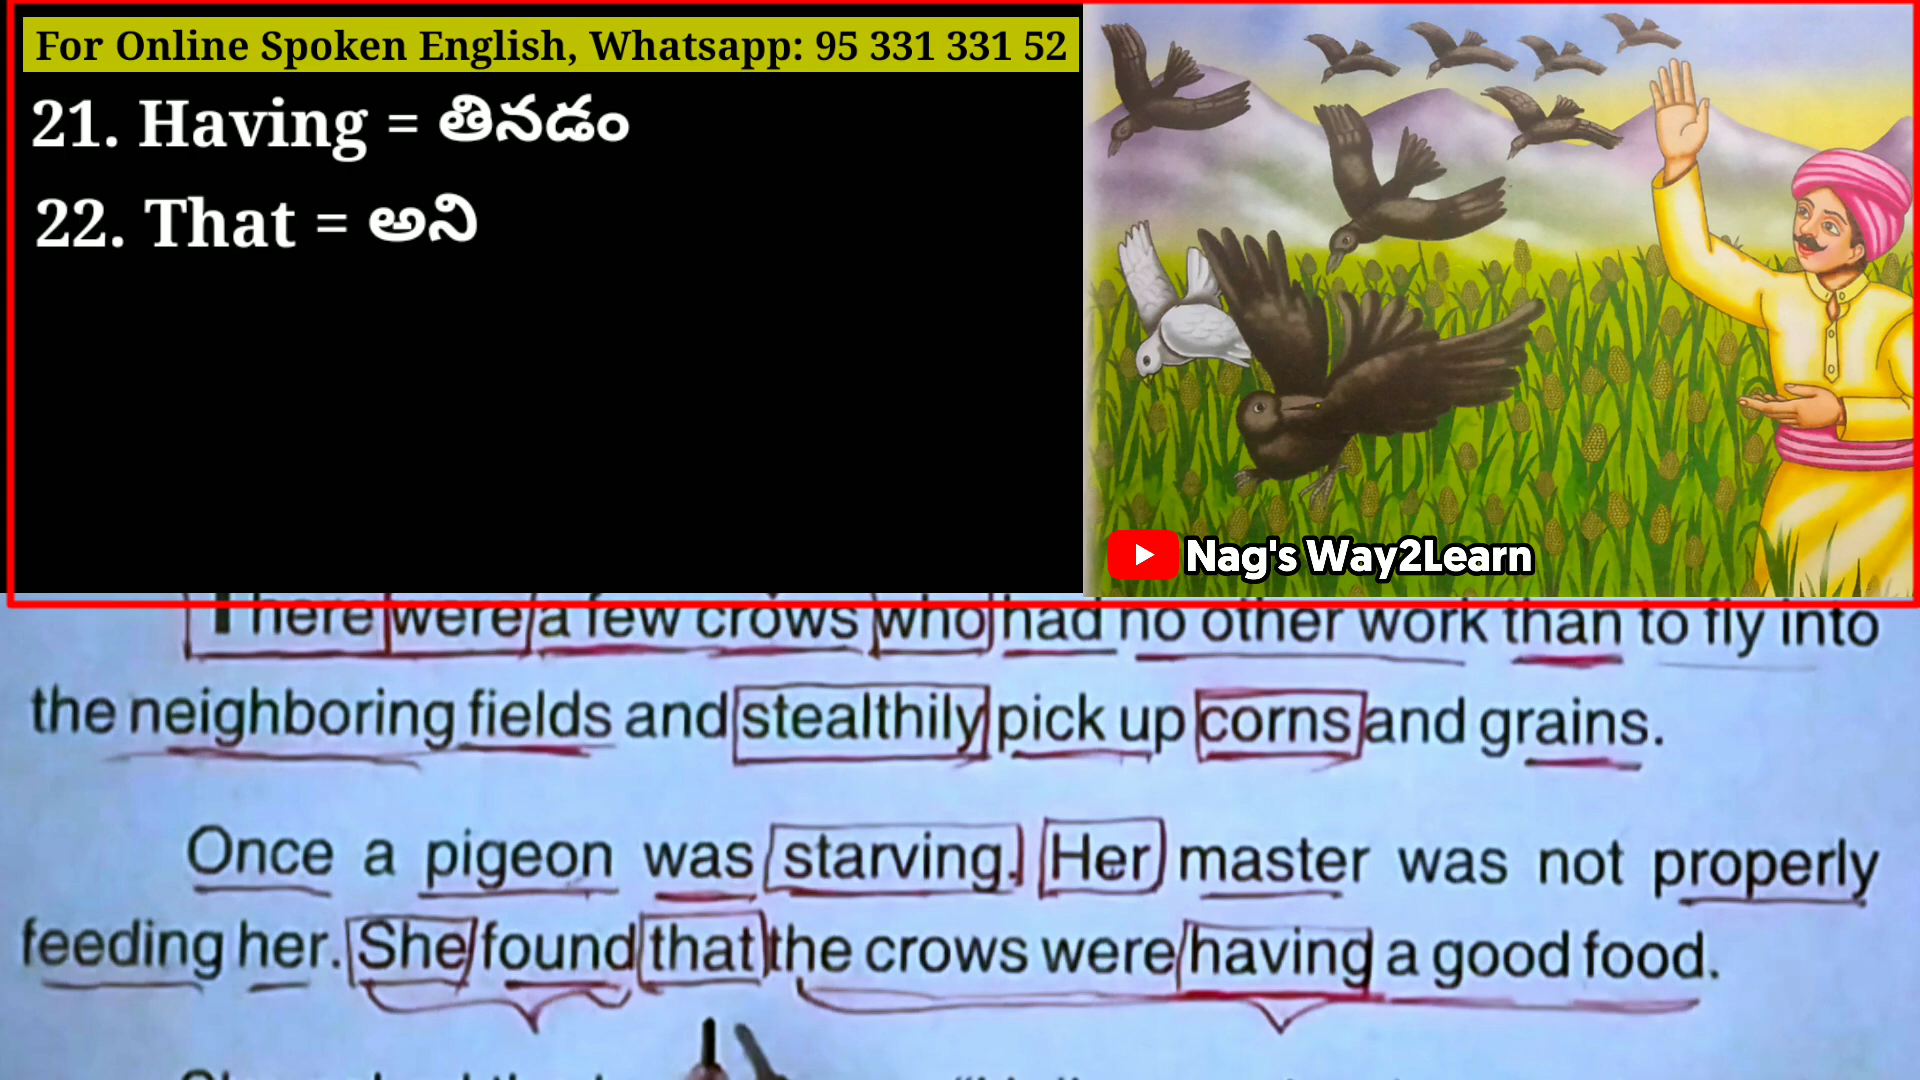 For Online Spoken English, Whatsapp: 95 331 331 52
21. Having = తినడం
22. That = అని
Nag's Way2Learn
There were a few crows who had no other work than to fly into
the neighboring fields and stealthily pick up corns and grains.
Once a pigeon was starving. Her master was not properly
feeding her. She found that the crows were having a good food.